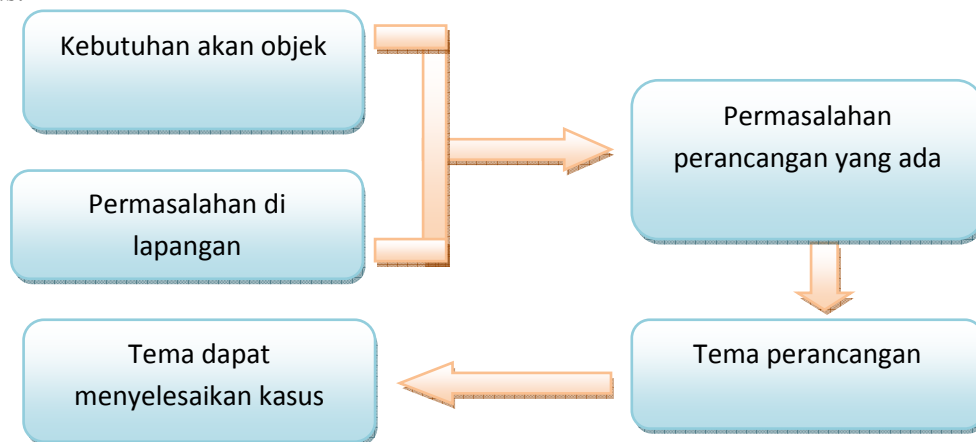 Kebutuhan akan objek
Permasalahan di
lapangan
Permasalahan
perancangan yang ada
Tema perancangan
Tema dapat
menyelesaikan kasus